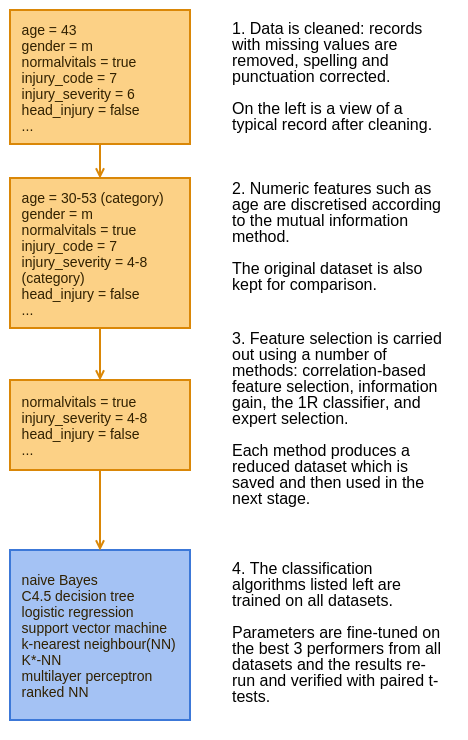 age = 43
gender = m
normalvitals = true
injury_code = 7
injury_severity = 6
head_injury = false
...
1. Data is cleaned: records
with missing values are
removed, spelling and
punctuation corrected.
On the left is a view of a
typical record after cleaning.
age = 30-53 (category)
gender = m
normalvitals = true
injury_code = 7
injury_severity = 4-8
(category)
head_injury = false
...
2. Numeric features such as
age are discretised according
to the mutual information
method.
The original dataset is also
kept for comparison.
normalvitals = true
injury_severity = 4-8
head_injury = false
...
3. Feature selection is carried
out using a number of
methods: correlation-based
feature selection, information
gain, the 1R classifier, and
expert selection.
Each method produces a
reduced dataset which is
saved and then used in the
next stage.
naive Bayes
C4.5 decision tree
logistic regression
support vector machine
k-nearest neighbour(NN)
K*-NN
multilayer perceptron
ranked NN
4. The classification
algorithms listed left are
trained on all datasets.
Parameters are fine-tuned on
the best 3 performers from all
datasets and the results re-
run and verified with paired t-
tests.